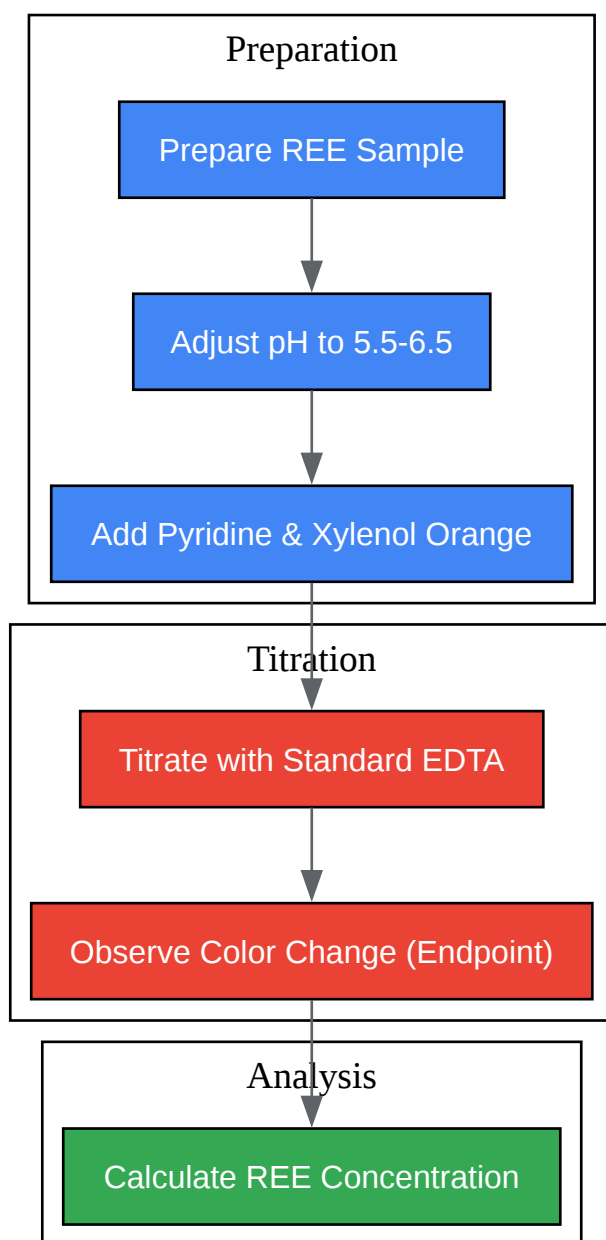 Preparation
Prepare REE Sample
Adjust pH to 5.5-6.5
Add Pyridine & Xylenol Orange
Titration
Titrate with Standard EDTA
Observe Color Change (Endpoint)
Analysis
Calculate REE Concentration